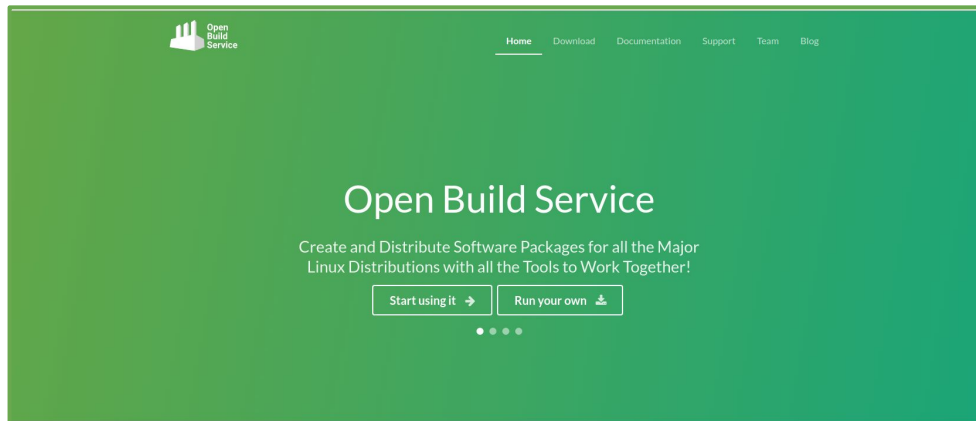 Open
Build
Service
Home Download Documentation Support Team Blog
Open Build Service
Create and Distribute Software Packages for all the Major
Linux Distributions with all the Tools to Work Together!
Start using it Run your own